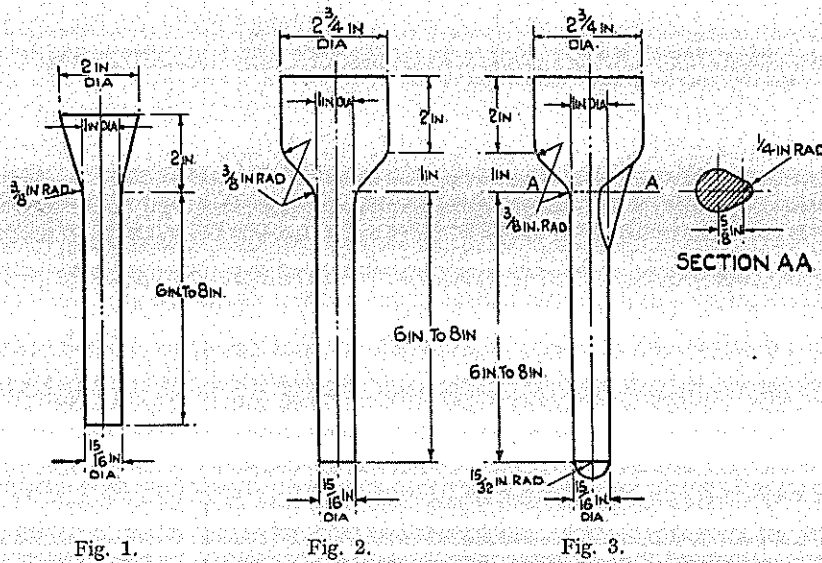 2 IN
DIA
1 IN DIA
2 IN.
3/8 IN RAD.
6 IN. TO 8 IN.
15/16 IN
DIA
Fig. 1.
2 3/4 IN
DIA
1 IN DIA
2 IN
3/8 IN RAD
1 IN
6 IN. TO 8 IN
15/16 IN
DIA
Fig. 2.
2 3/4 IN
DIA.
1 IN DIA
2 IN
1 IN
A A
3/8 IN. RAD
6 IN. TO 8 IN.
15/32 IN RAD
15/16 IN
DIA
Fig. 3.
1/4 IN RAD
5/8 IN
SECTION AA